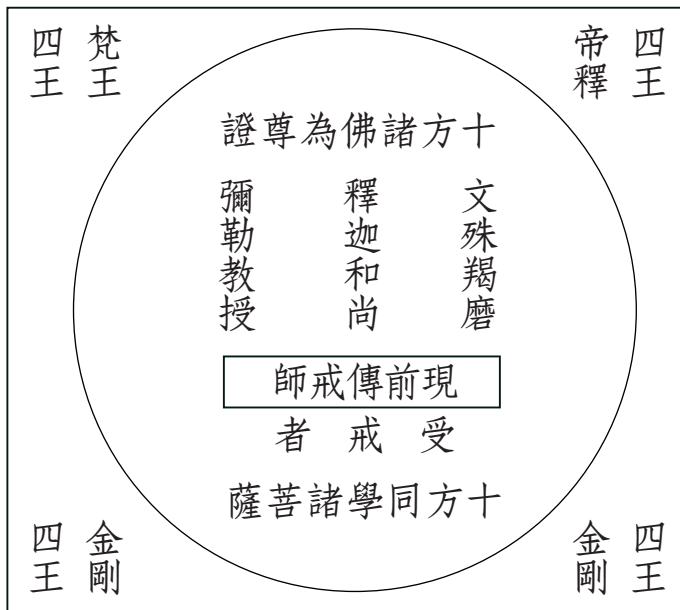 四王
帝釋
梵王
四王
十方諸佛為尊證
文殊羯磨
釋迦和尚
彌勒教授
現前傳戒師
受戒者
十方同學諸菩薩
四王
金剛
金剛
四王